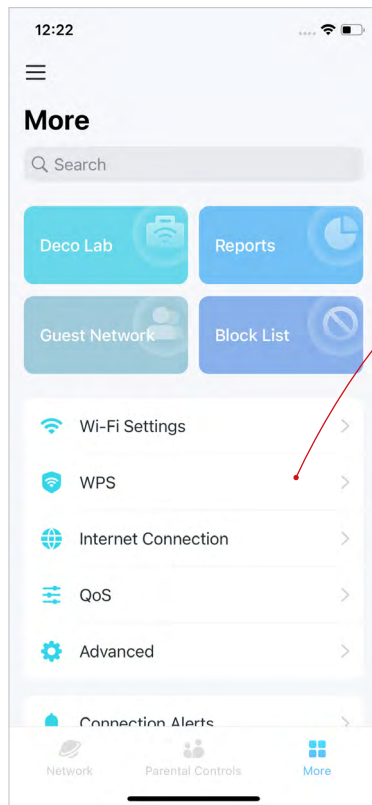 12:22
More
Search
Deco Lab
Reports
Guest Network
Block List
Wi-Fi Settings
WPS
Internet Connection
QoS
Advanced
Connection Alerts
Network
Parental Controls
More